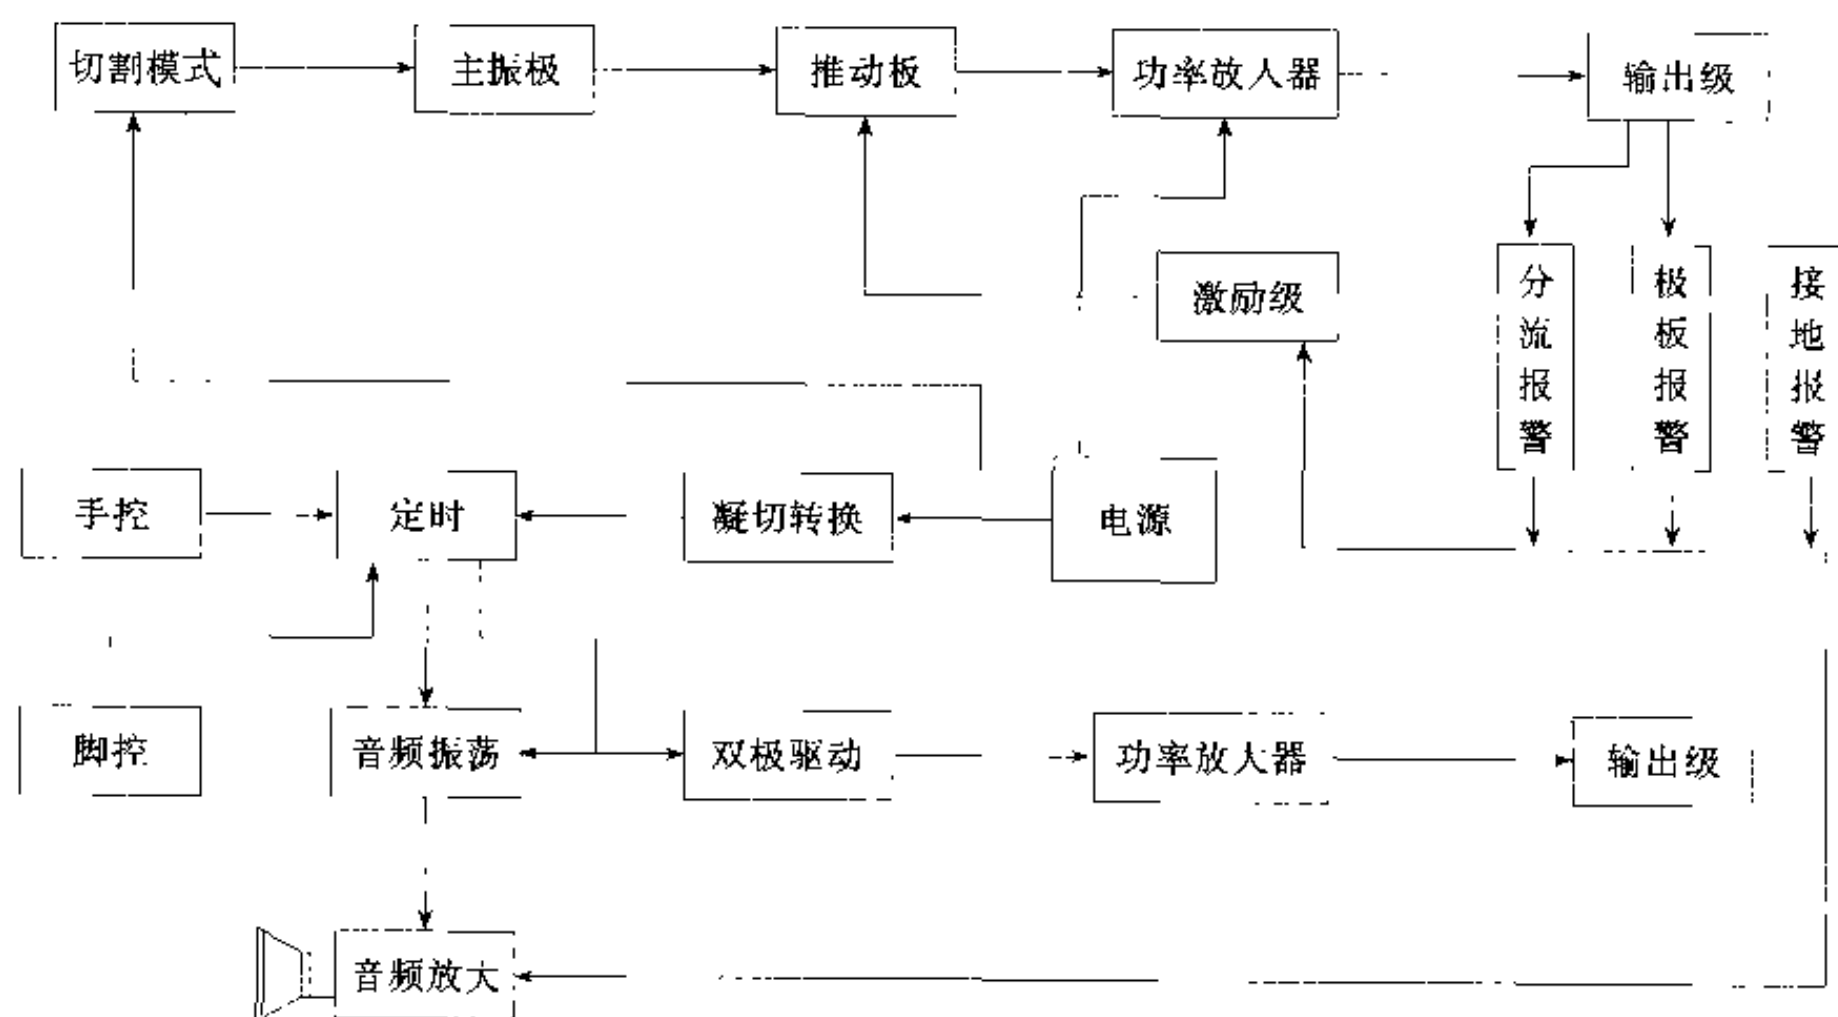 切割模式
主振极
推动板
功率放人器
输出级
激励级
分流报警
极板报警
接地报警
手控
定时
凝切转换
电源
脚控
音频振荡
双极驱动
功率放大器
输出级
音频放大